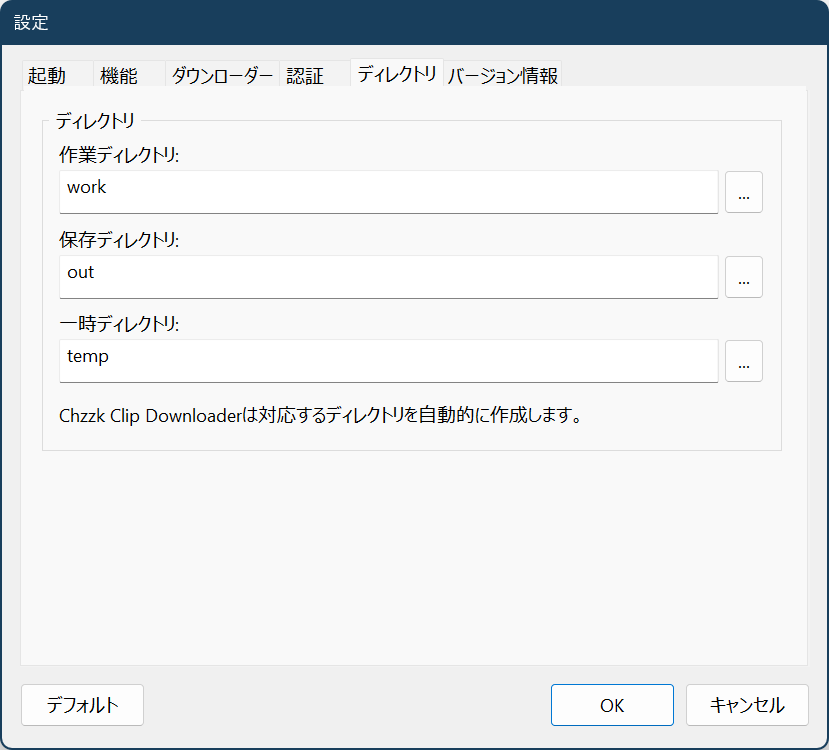 設定
起動 機能 ダウンローダー 認証 ディレクトリ バージョン情報
ディレクトリ
作業ディレクトリ:
work ...
保存ディレクトリ:
out ...
一時ディレクトリ:
temp ...
Chzzk Clip Downloaderは対応するディレクトリを自動的に作成します。
デフォルト OK キャンセル